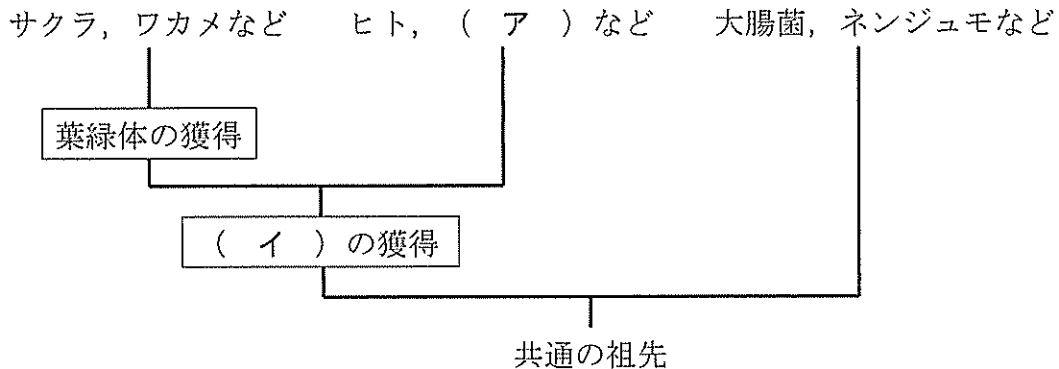 サクラ，ワカメなど　　ヒト，（　ア　）など　　大腸菌，ネンジュモなど
葉緑体の獲得
（　イ　）の獲得
共通の祖先